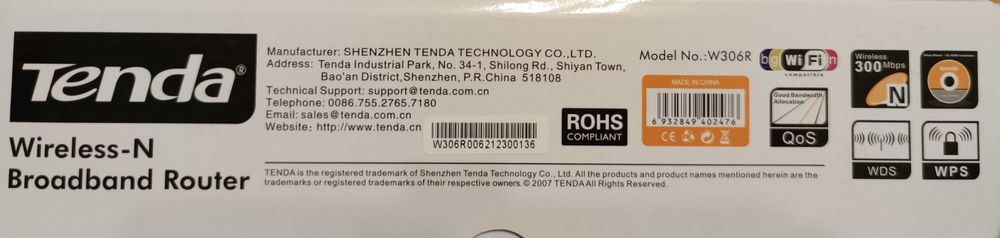 Tenda®
Wireless-N
Broadband Router
Manufacturer: SHENZHEN TENDA TECHNOLOGY CO.,LTD.
Address: Tenda Industrial Park, No. 34-1, Shilong Rd., Shiyan Town,
Bao'an District,Shenzhen, P.R.China 518108
Technical Support: support@tenda.com.cn
Telephone: 0086.755.2765.7180
Email: sales@tenda.com.cn
Website: http://www.tenda.cn
W306R006212300136
ROHS
COMPLIANT
TENDA is the registered trademark of Shenzhen Tenda Technology Co., Ltd. All the products and product names mentioned herein are the
trademarks or registered trademarks of their respective owners. © 2007 TENDA All Rights Reserved.
Model No.:W306R
MADE IN CHINA
6 932849 402476
CE
bg Wi Fi n
compatible
Good Bandwidth
Allocation
QoS
Wireless
300Mbps
N
WDS
WPS